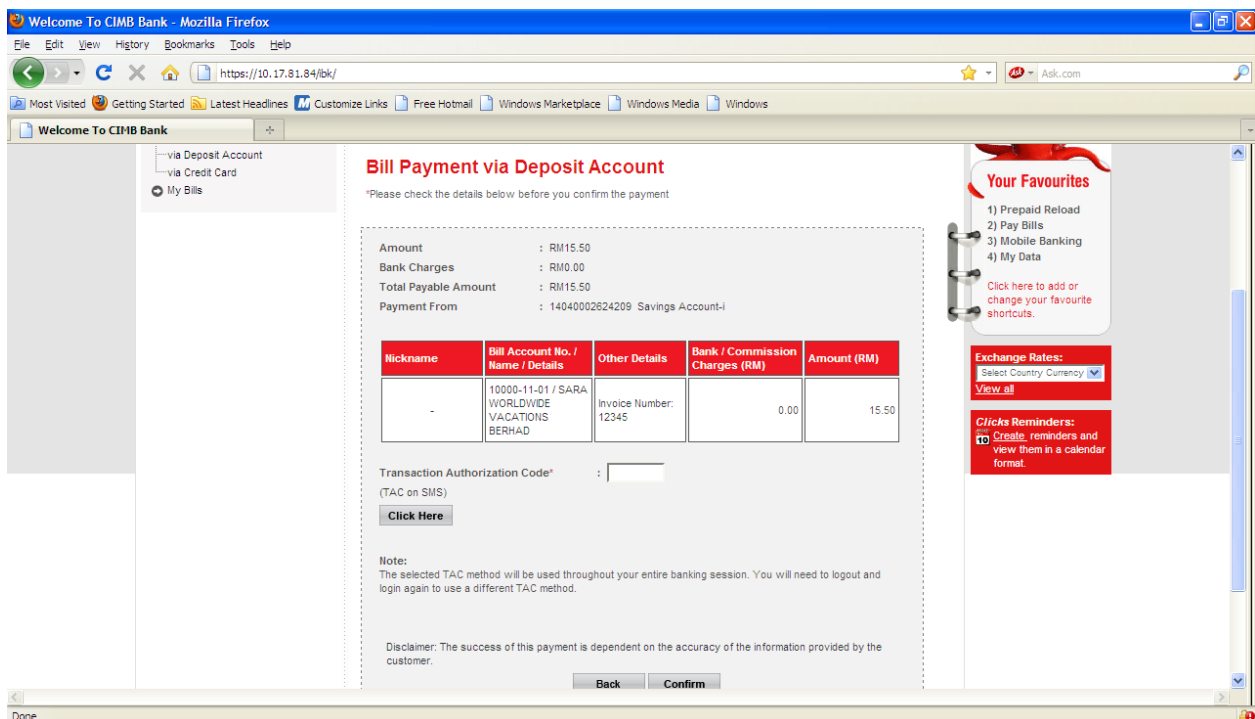 Welcome To CIMB Bank - Mozilla Firefox
File Edit View History Bookmarks Tools Help
https://10.17.81.84/ibk/
Ask.com
Most Visited Getting Started Latest Headlines Customize Links Free Hotmail Windows Marketplace Windows Media Windows
Welcome To CIMB Bank
via Deposit Account
via Credit Card
My Bills
Bill Payment via Deposit Account
*Please check the details below before you confirm the payment
Amount : RM15.50
Bank Charges : RM0.00
Total Payable Amount : RM15.50
Payment From : 14040002624209 Savings Account-i
Nickname
Bill Account No. /
Name / Details
Other Details
Bank / Commission
Charges (RM)
Amount (RM)
-
10000-11-01 / SARA
WORLDWIDE
VACATIONS
BERHAD
Invoice Number:
12345
0.00
15.50
Transaction Authorization Code* :
(TAC on SMS)
Click Here
Note:
The selected TAC method will be used throughout your entire banking session. You will need to logout and
login again to use a different TAC method.
Disclaimer: The success of this payment is dependent on the accuracy of the information provided by the
customer.
Back Confirm
Your Favourites
1) Prepaid Reload
2) Pay Bills
3) Mobile Banking
4) My Data
Click here to add or
change your favourite
shortcuts.
Exchange Rates:
Select Country Currency
View all
Clicks Reminders:
10 Create reminders and
view them in a calendar
format.
Done